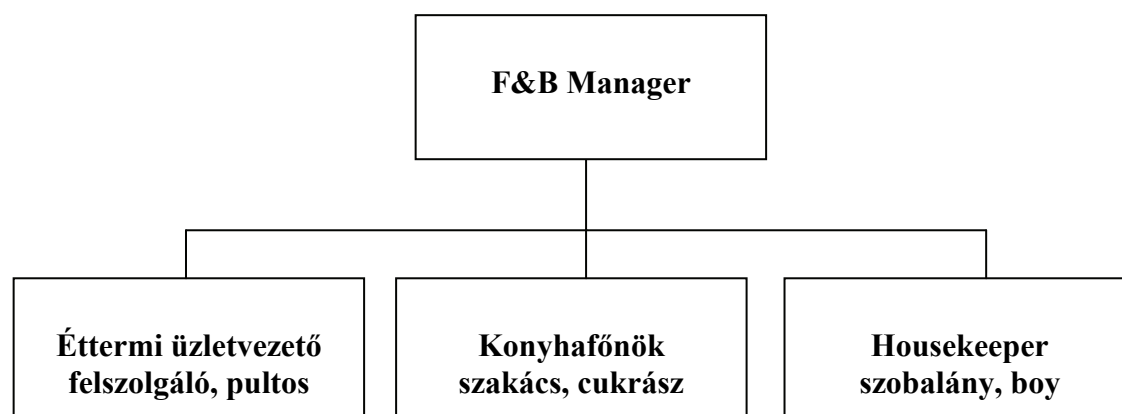 F&B Manager
Éttermi üzletvezető
felszolgáló, pultos
Konyhafőnök
szakács, cukrász
Housekeeper
szobalány, boy